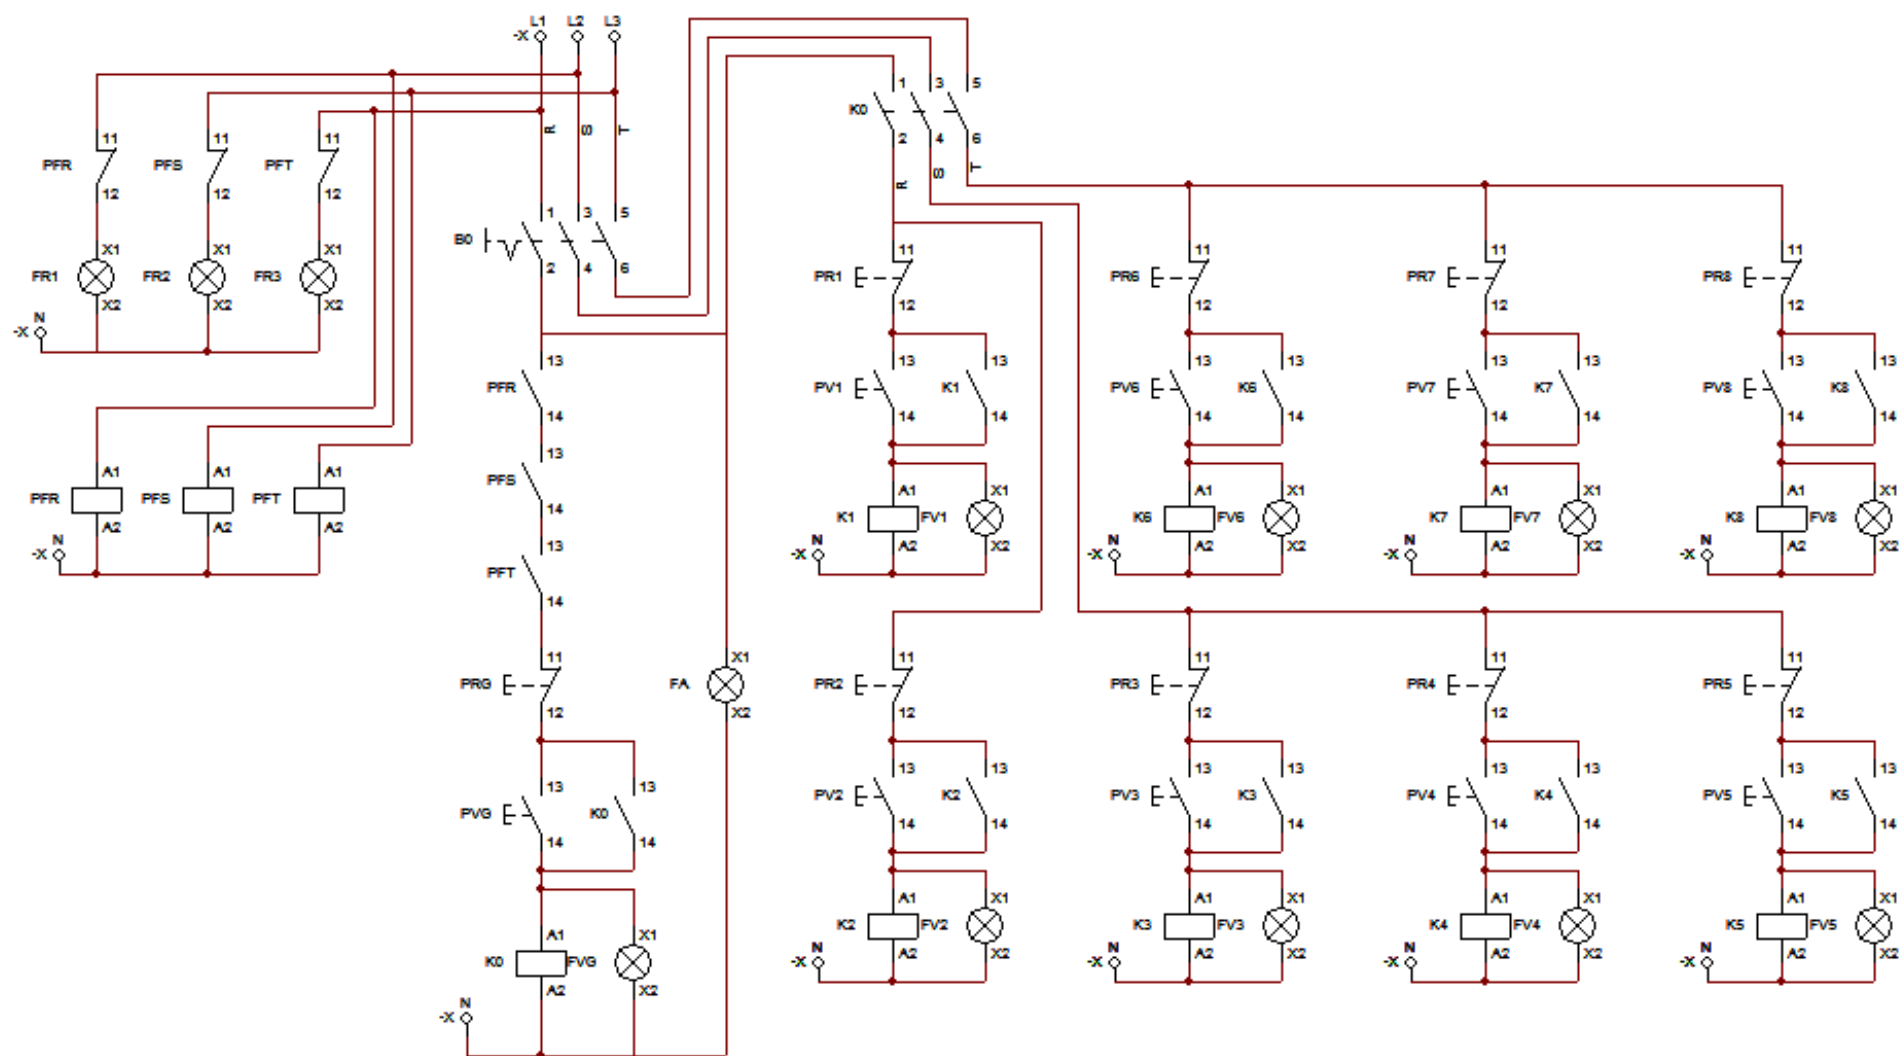 L1 L2 L3
-X
1 3 5
K0
2 4 6
R S T
R S T
11 11 11
PFR PFS PFT
12 12 12
X1 X1 X1
FR1 FR2 FR3
X2 X2 X2
N
-X
1 3 5
B0
2 4 6
11 11 11 11
PR1 PR6 PR7 PR8
12 12 12 12
13
PFR
14
13 13 13 13 13 13 13 13
PV1 K1 PV6 K6 PV7 K7 PV8 K8
14 14 14 14 14 14 14 14
A1 A1 A1
PFR PFS PFT
A2 A2 A2
N
-X
13
PFS
14
13
PFT
14
A1 X1 A1 X1 A1 X1 A1 X1
K1 FV1 K6 FV6 K7 FV7 K8 FV8
A2 X2 A2 X2 A2 X2 A2 X2
N N N N
-X -X -X -X
11 X1 11 11 11 11
PRG FA PR2 PR3 PR4 PR5
12 X2 12 12 12 12
13 13 13 13 13 13 13 13 13 13
PVG K0 PV2 K2 PV3 K3 PV4 K4 PV5 K5
14 14 14 14 14 14 14 14 14 14
A1 X1 A1 X1 A1 X1 A1 X1 A1 X1
K0 FVG K2 FV2 K3 FV3 K4 FV4 K5 FV5
A2 X2 A2 X2 A2 X2 A2 X2 A2 X2
N N N N
-X -X -X -X
N
-X